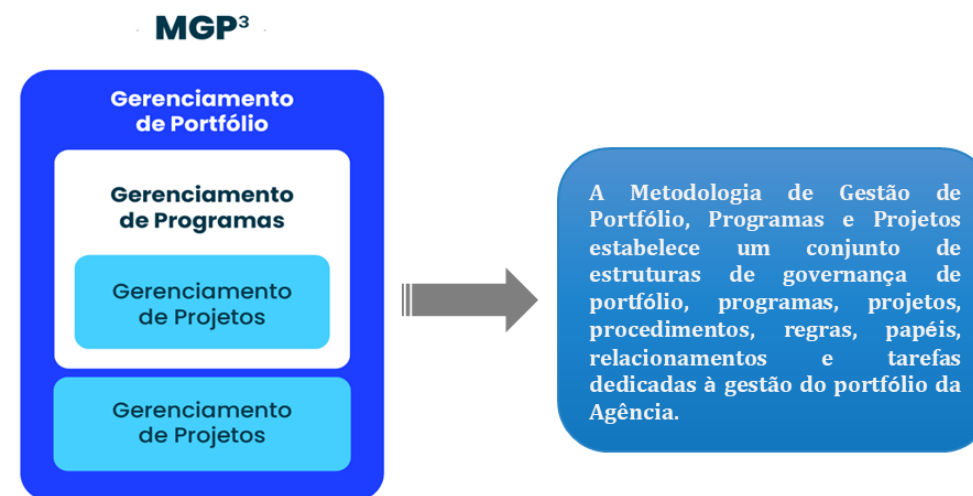 MGP³
Gerenciamento
de Portfólio
Gerenciamento
de Programas
Gerenciamento
de Projetos
Gerenciamento
de Projetos
A Metodologia de Gestão de
Portfólio, Programas e Projetos
estabelece um conjunto de
estruturas de governança de
portfólio, programas, projetos,
procedimentos, regras, papéis,
relacionamentos e tarefas
dedicadas à gestão do portfólio da
Agência.